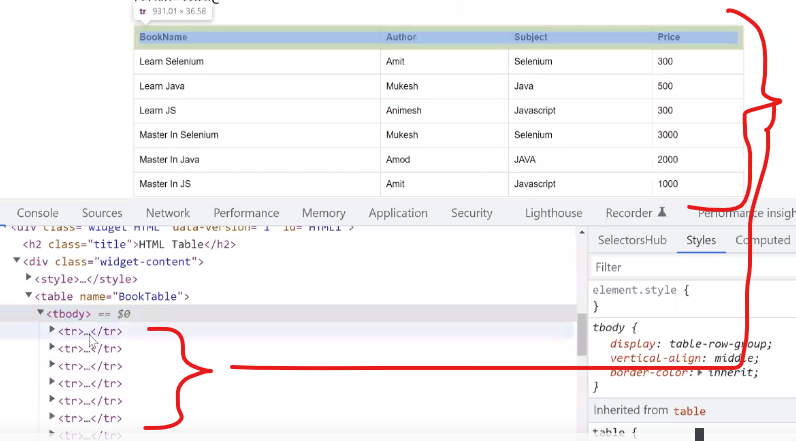 tr 931.01 × 36.58
BookName Author Subject Price
Learn Selenium Amit Selenium 300
Learn Java Mukesh Java 500
Learn JS Animesh Javascript 300
Master In Selenium Mukesh Selenium 3000
Master In Java Amod JAVA 2000
Master In JS Amit Javascript 1000
Console Sources Network Performance Memory Application Security Lighthouse Recorder Performance insigh
<div class="widget HTML" data-version="1" id="HTML1">
<h2 class="title">HTML Table</h2>
<div class="widget-content">
<style>…</style>
<table name="BookTable">
<tbody> == $0
<tr>…</tr>
<tr>…</tr>
<tr>…</tr>
<tr>…</tr>
<tr>…</tr>
<tr>…</tr>
<tr>…</tr>
SelectorsHub Styles Computed
Filter
element.style {
}
tbody {
display: table-row-group;
vertical-align: middle;
border-color: inherit;
}
Inherited from table
table {